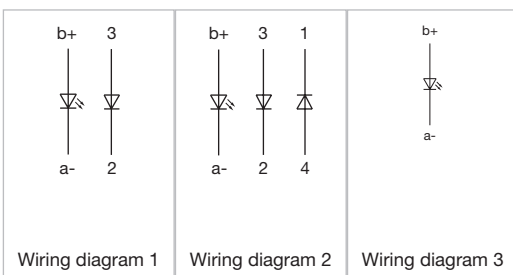 b+ 3
a- 2
Wiring diagram 1
b+ 3 1
a- 2 4
Wiring diagram 2
b+
a-
Wiring diagram 3